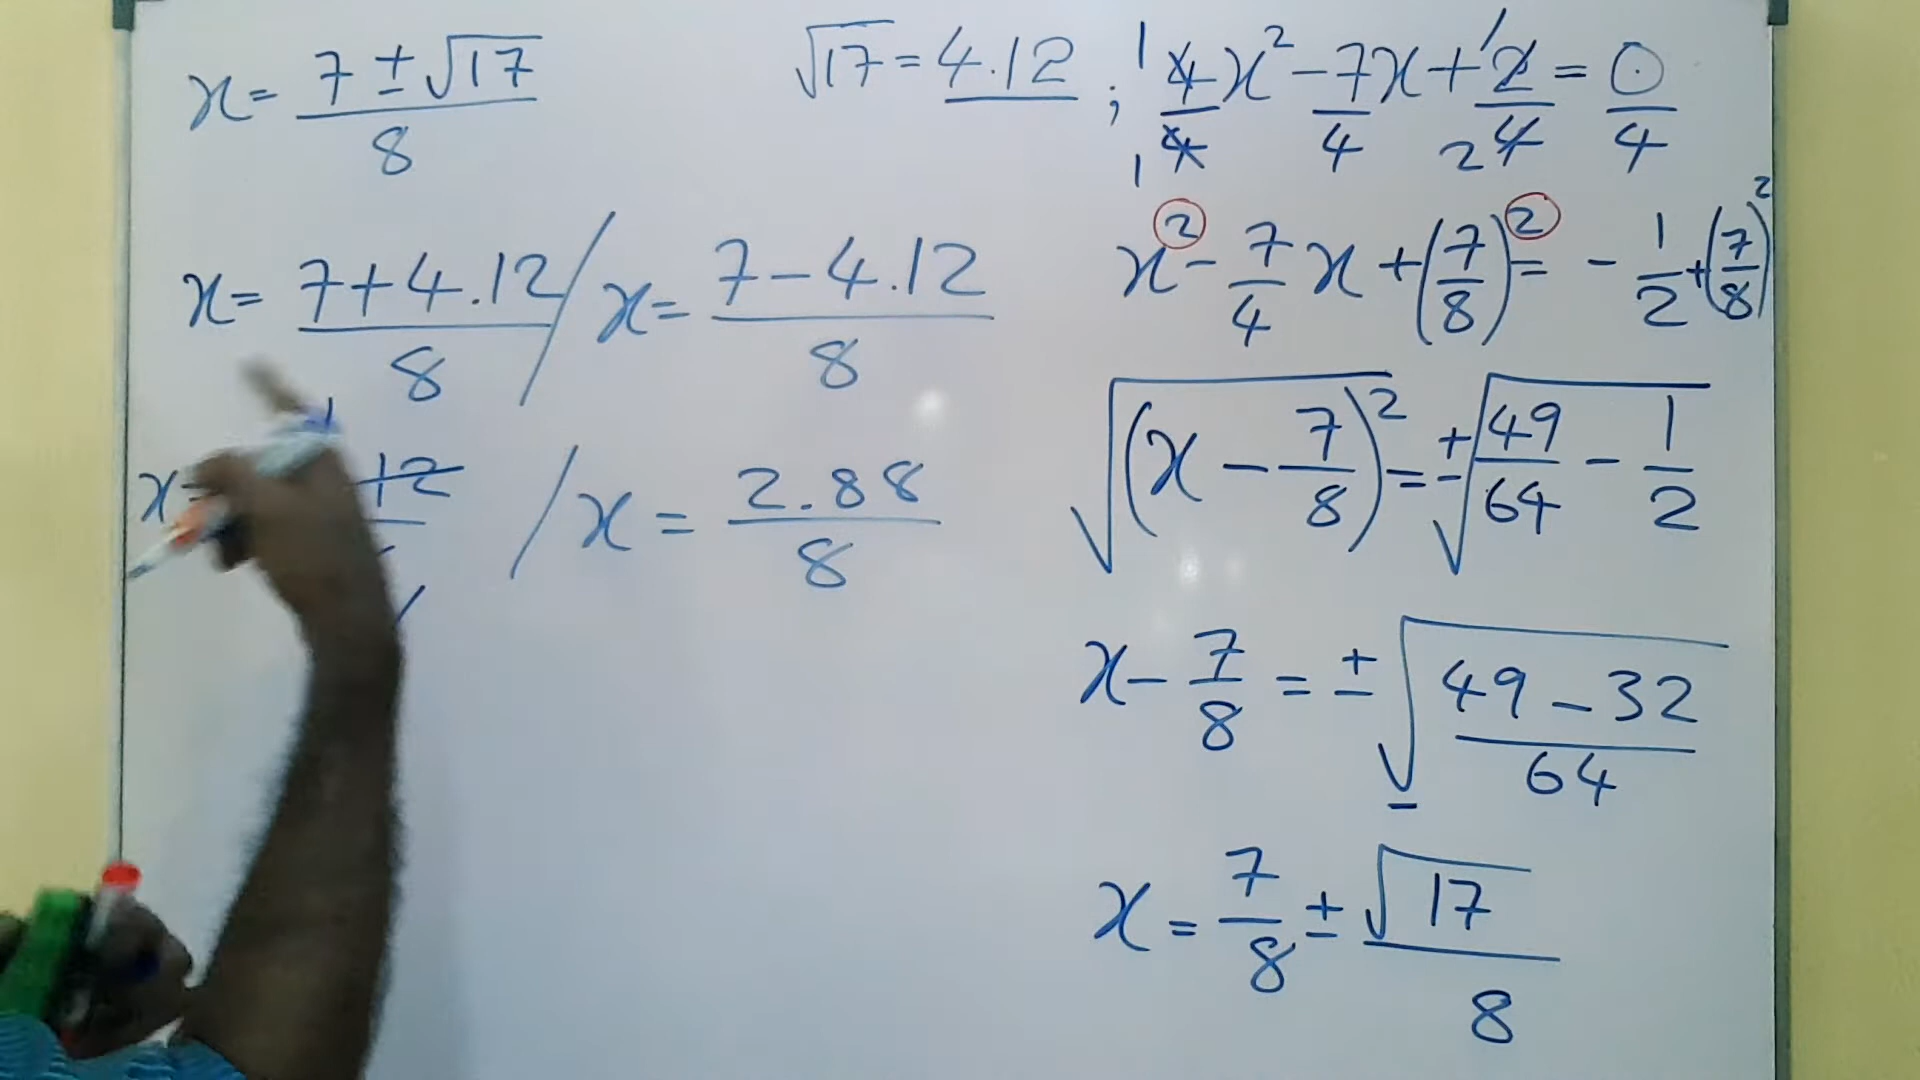 x = (7 ± √17)/8
√17 = 4.12 ; 4/4 x² - 7/4 x + 2/4 = 0/4
x = (7 + 4.12)/8 / x = (7 - 4.12)/8
x /x = 2.88/8
x² - 7/4 x + (7/8)² = - 1/2 + (7/8)²
√(x - 7/8)² = ± √49/64 - 1/2
x - 7/8 = ± √(49 - 32)/64
x = 7/8 ± √17/8